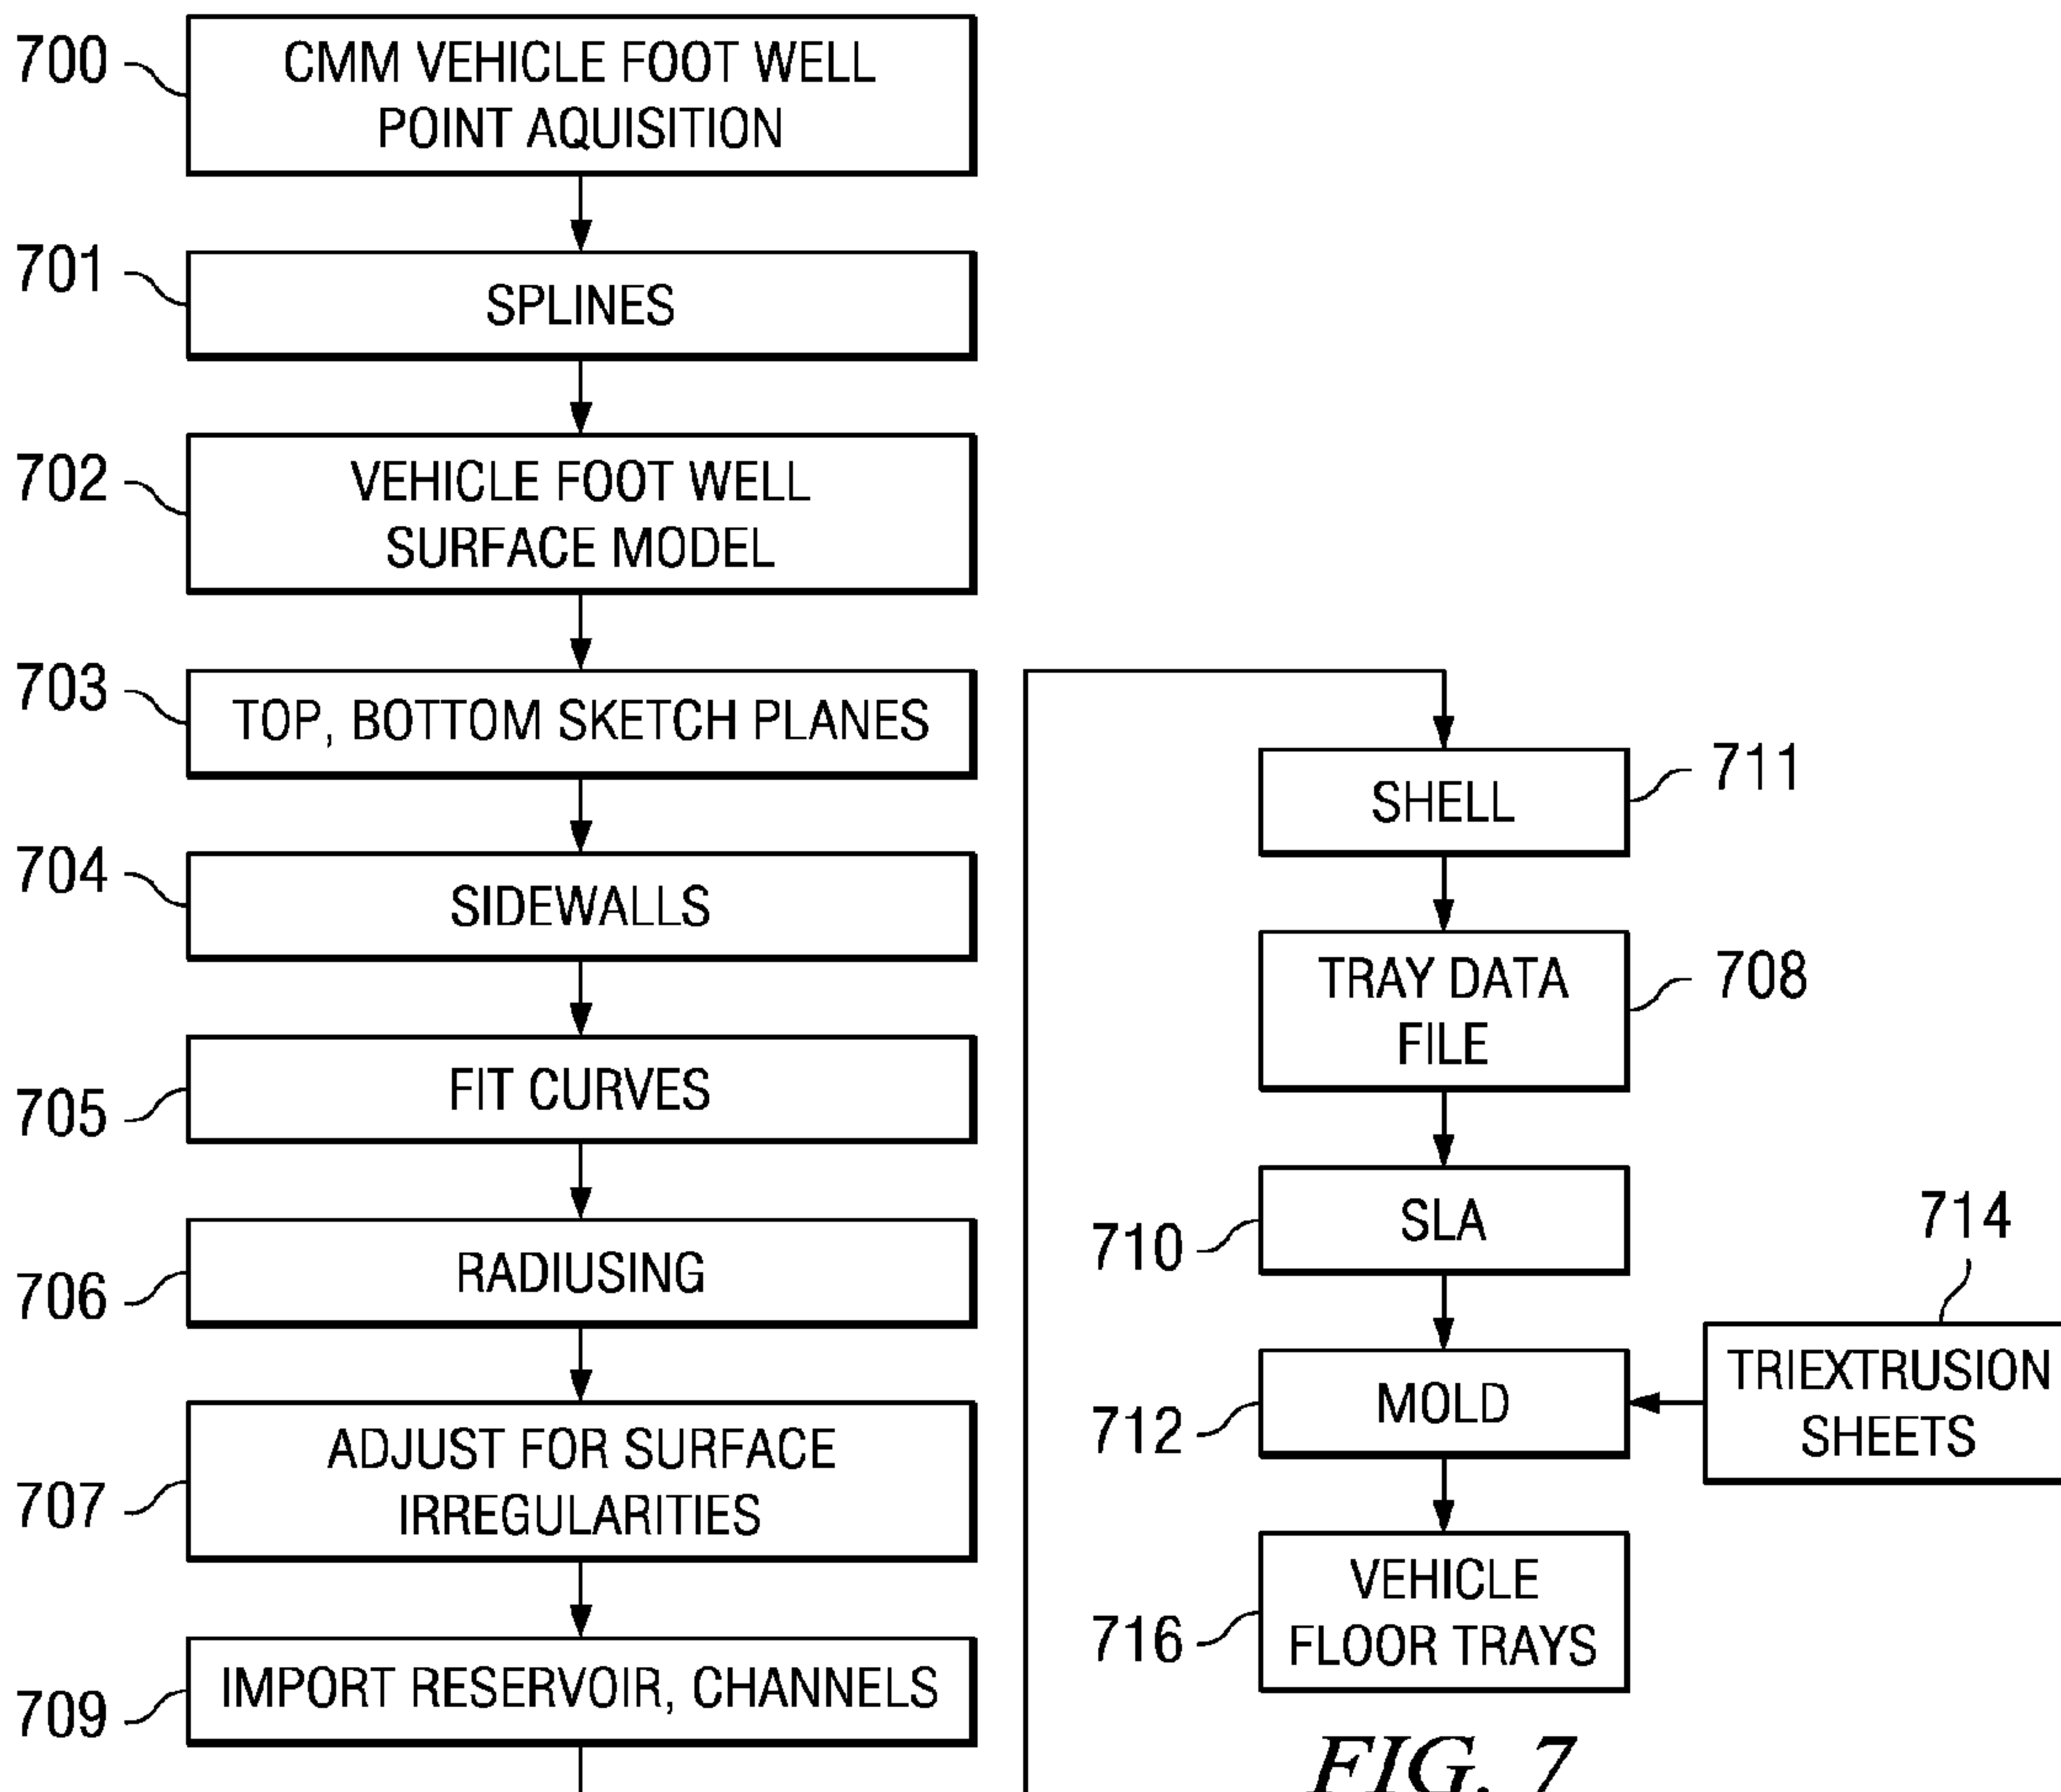 700
CMM VEHICLE FOOT WELL
POINT AQUISITION
701
SPLINES
702
VEHICLE FOOT WELL
SURFACE MODEL
703
TOP, BOTTOM SKETCH PLANES
704
SIDEWALLS
705
FIT CURVES
706
RADIUSING
707
ADJUST FOR SURFACE
IRREGULARITIES
709
IMPORT RESERVOIR, CHANNELS
SHELL
711
TRAY DATA
FILE
708
SLA
710
MOLD
712
714
TRIEXTRUSION
SHEETS
VEHICLE
FLOOR TRAYS
716
FIG. 7